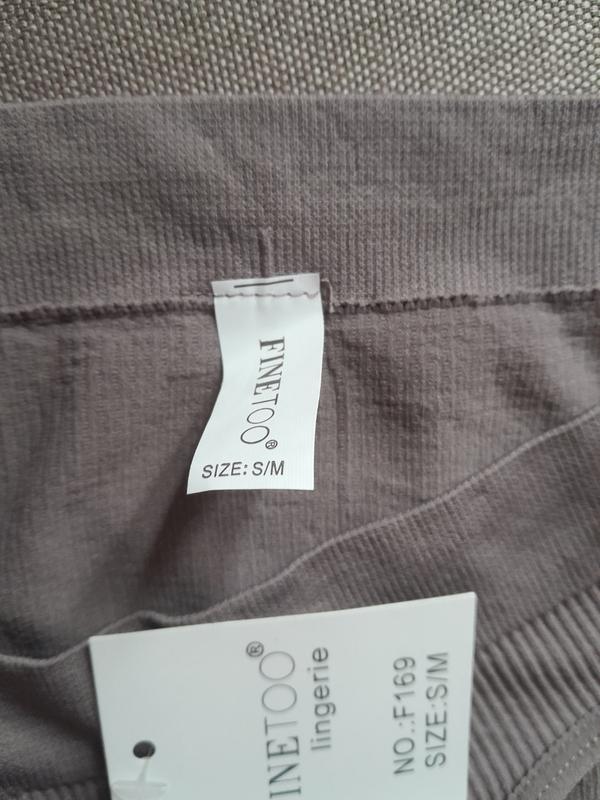 FINETOO®
SIZE: S/M
INETOO®
lingerie
NO.:F169
SIZE:S/M